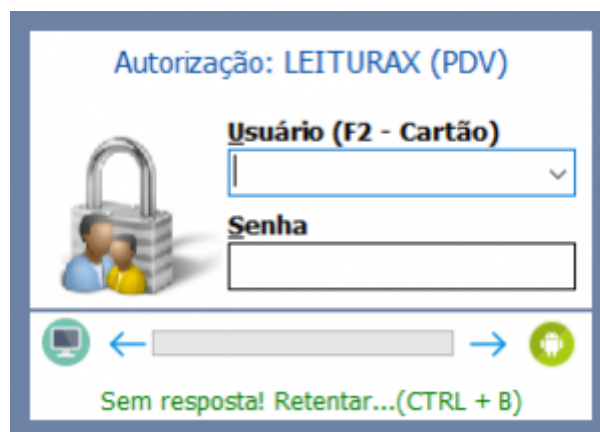 Autorização: LEITURAX (PDV)
Usuário (F2 - Cartão)
Senha
Sem resposta! Retentar...(CTRL + B)